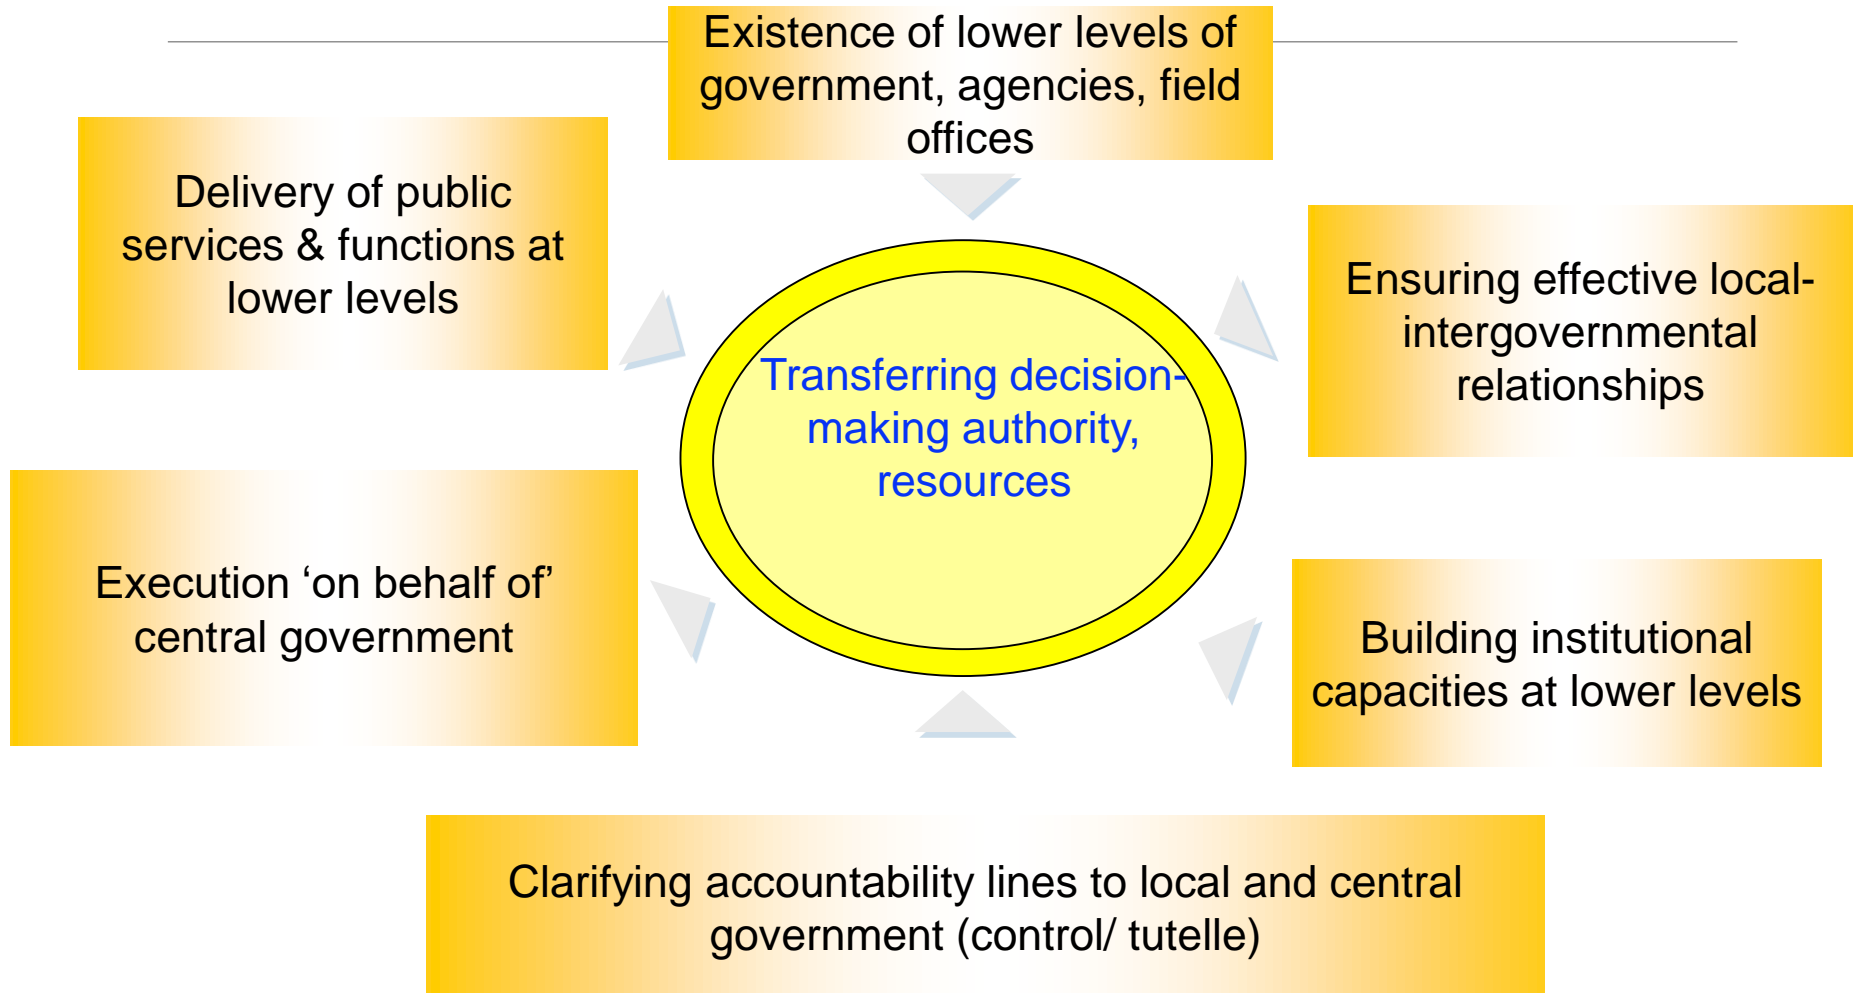 Existence of lower levels of
government, agencies, field
offices
Delivery of public
services & functions at
lower levels
Ensuring effective local-
intergovernmental
relationships
Transferring decision-
making authority,
resources
Execution ‘on behalf of’
central government
Building institutional
capacities at lower levels
Clarifying accountability lines to local and central
government (control/ tutelle)